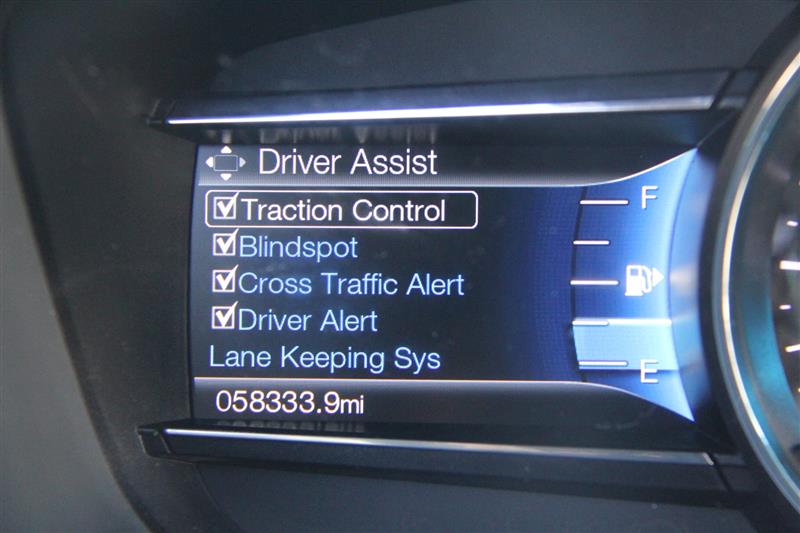 Driver Assist
Traction Control
Blindspot
Cross Traffic Alert
Driver Alert
Lane Keeping Sys
058333.9mi
F
E